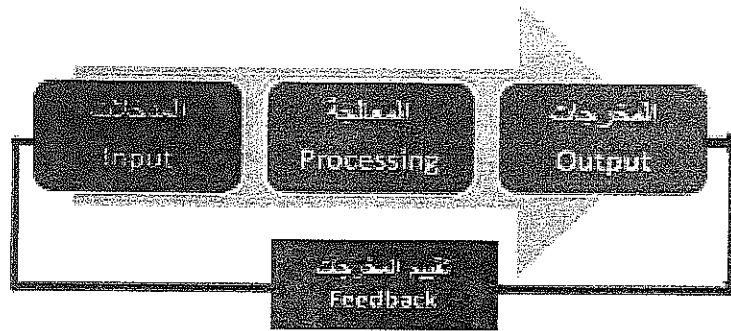 المدخلات
Input
المعالجة
Processing
المخرجات
Output
تقييم المخرجات
Feedback